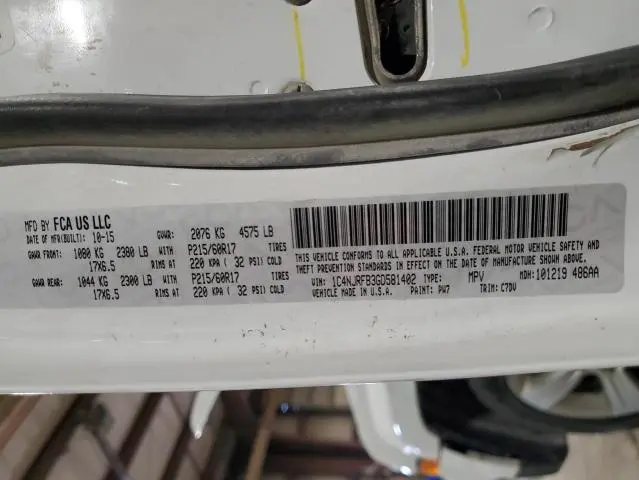 MFD BY FCA US LLC
DATE OF MFR(BUILT): 10-15 GVWR: 2076 KG 4575 LB
GAWR FRONT: 1080 KG 2380 LB WITH P215/60R17 TIRES
17X6.5 RIMS AT 220 KPA ( 32 PSI) COLD
GAWR REAR: 1044 KG 2300 LB WITH P215/60R17 TIRES
17X6.5 RIMS AT 220 KPA ( 32 PSI) COLD
THIS VEHICLE CONFORMS TO ALL APPLICABLE U.S.A. FEDERAL MOTOR VEHICLE SAFETY AND
THEFT PREVENTION STANDARDS IN EFFECT ON THE DATE OF MANUFACTURE SHOWN ABOVE.
VIN: 1C4NJRFB3GD581402 TYPE: MPV MDH: 101219 486AA
VEHICLE MADE IN U.S.A. PAINT: PW7 TRIM: C7DV